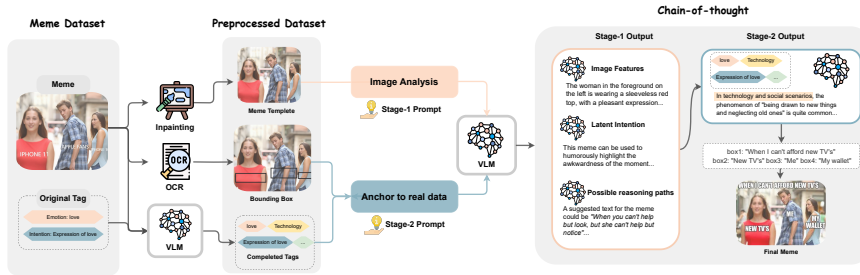 Meme Dataset
Preprocessed Dataset
Chain-of-thought
Meme
IPHONE 11
APPLE FANS
Original Tag
Emotion: love
Intention: Expression of love
Inpainting
OCR
OCR
VLM
Meme Templete
Bounding Box
love
Technology
Expression of love
...
Compeleted Tags
Image Analysis
Stage-1 Prompt
Anchor to real data
Stage-2 Prompt
VLM
Stage-1 Output
Image Features
The woman in the foreground on
the left is wearing a sleeveless red
top, with a pleasant expression...
Latent Intention
This meme can be used to
humorously highlight the
awkwardness of the moment...
Possible reasoning paths
A suggested text for the meme
could be "When you can't help
but look, but she can't help but
notice"...
Stage-2 Output
love
Technology
Expression of love
...
In technology and social scenarios, the
phenomenon of "being drawn to new things
and neglecting old ones" is quite common...
box1: "When I can't afford new TV's"
box2: "New TV's" box3: "Me" box4: "My wallet"
WHEN I CAN'T AFFORD NEW TV'S
ME
NEW TV'S
MY
WALLET
Final Meme